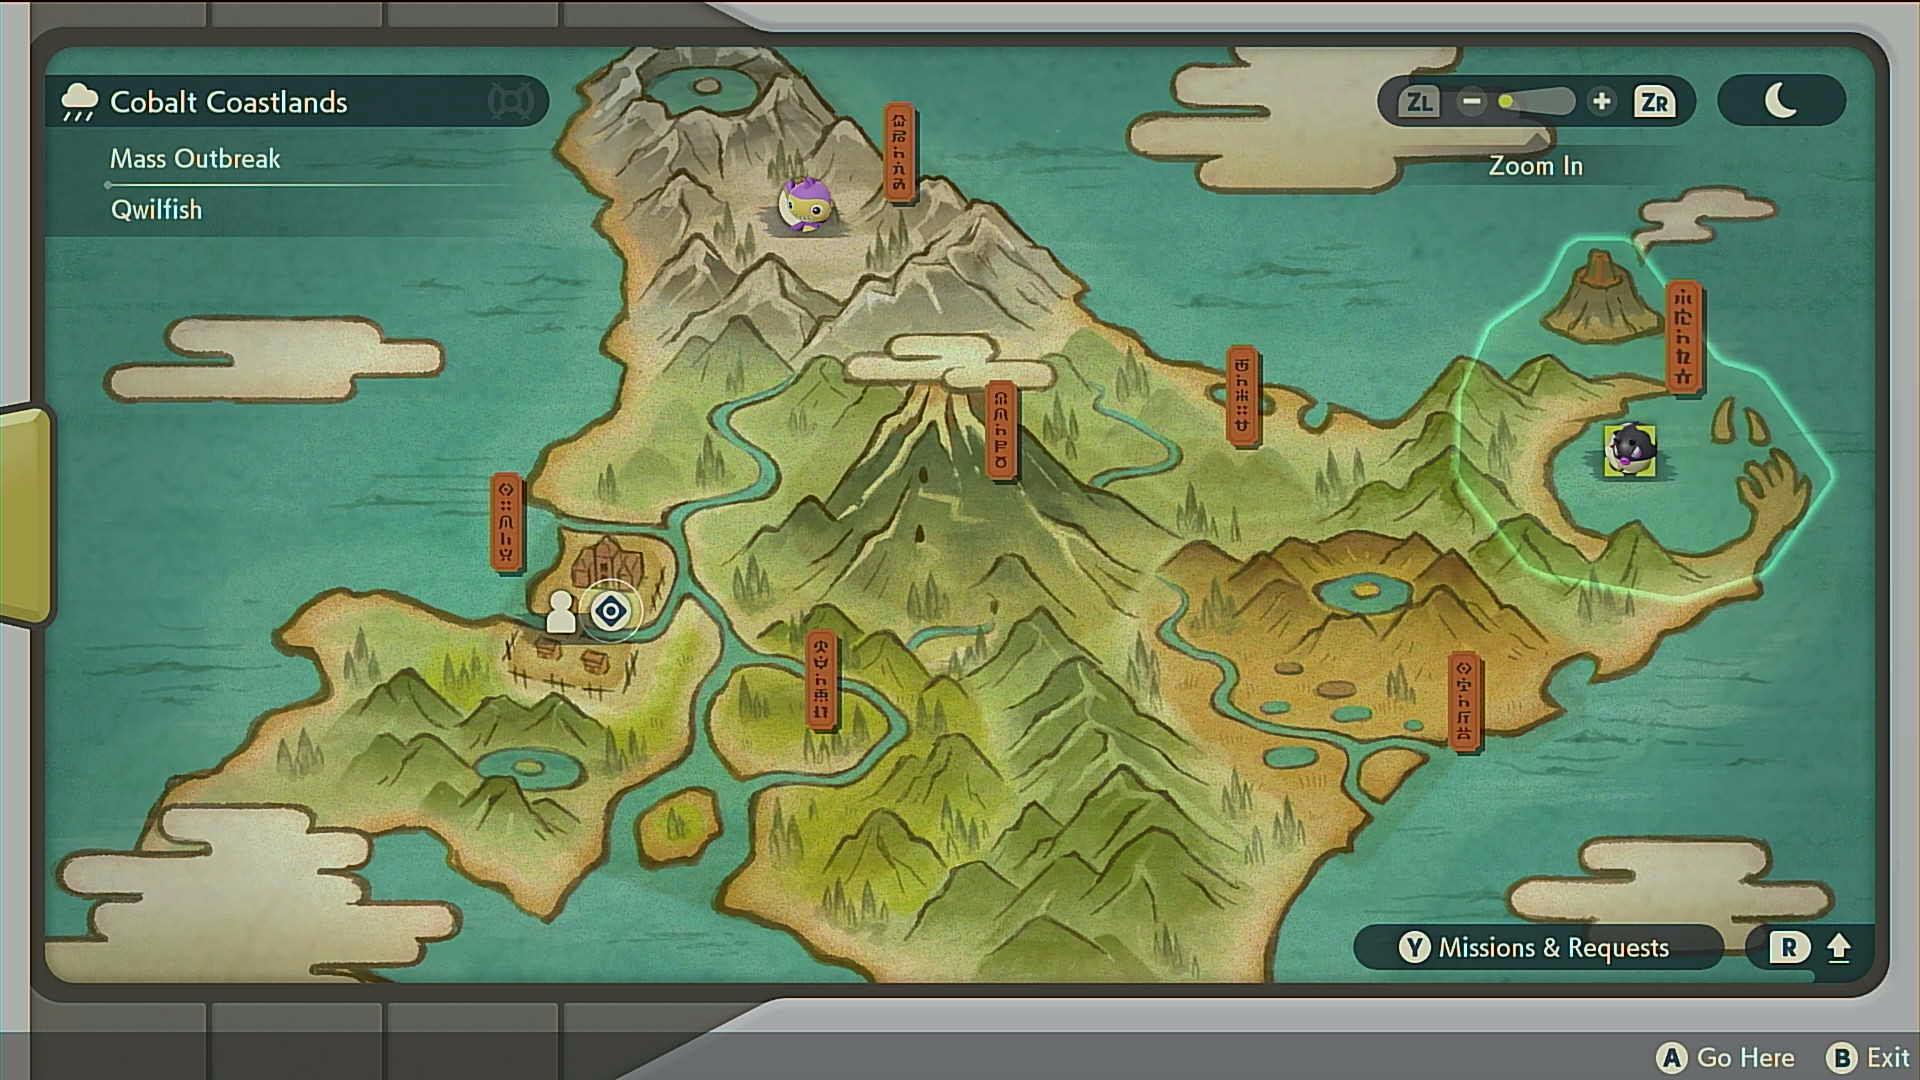 Cobalt Coastlands
Mass Outbreak
Qwilfish
ZL
ZR
Zoom In
Y Missions & Requests
R
A Go Here
B Exit